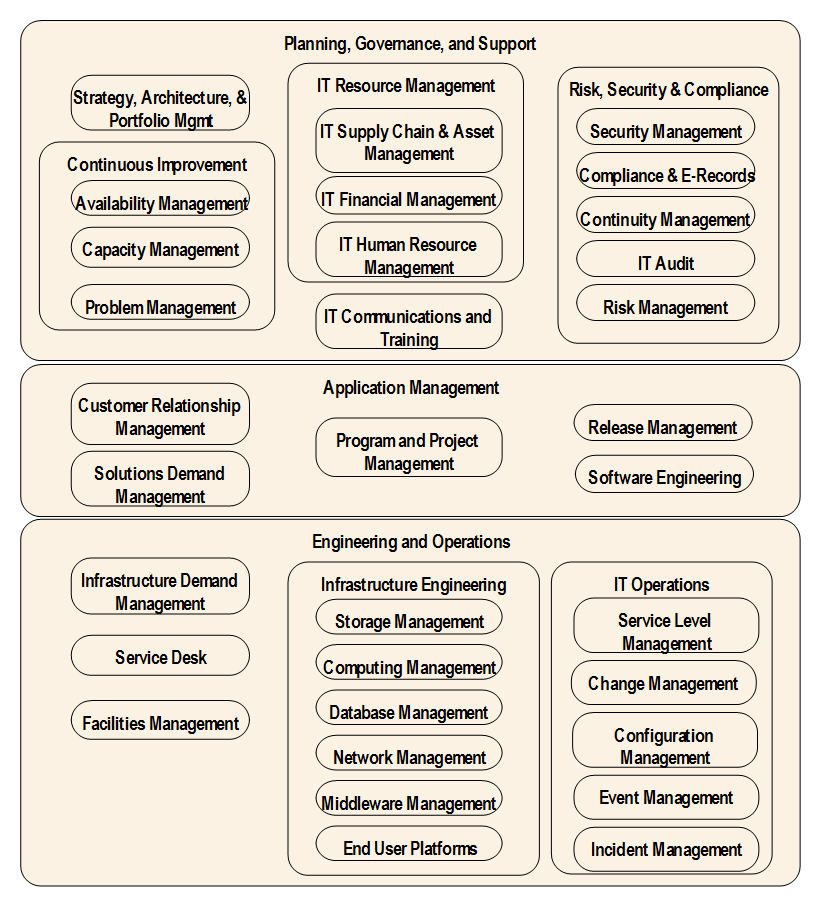 Planning, Governance, and Support
Strategy, Architecture, &
Portfolio Mgmt
Continuous Improvement
Availability Management
Capacity Management
Problem Management
IT Resource Management
IT Supply Chain & Asset
Management
IT Financial Management
IT Human Resource
Management
IT Communications and
Training
Risk, Security & Compliance
Security Management
Compliance & E-Records
Continuity Management
IT Audit
Risk Management
Application Management
Customer Relationship
Management
Solutions Demand
Management
Program and Project
Management
Release Management
Software Engineering
Engineering and Operations
Infrastructure Demand
Management
Service Desk
Facilities Management
Infrastructure Engineering
Storage Management
Computing Management
Database Management
Network Management
Middleware Management
End User Platforms
IT Operations
Service Level
Management
Change Management
Configuration
Management
Event Management
Incident Management